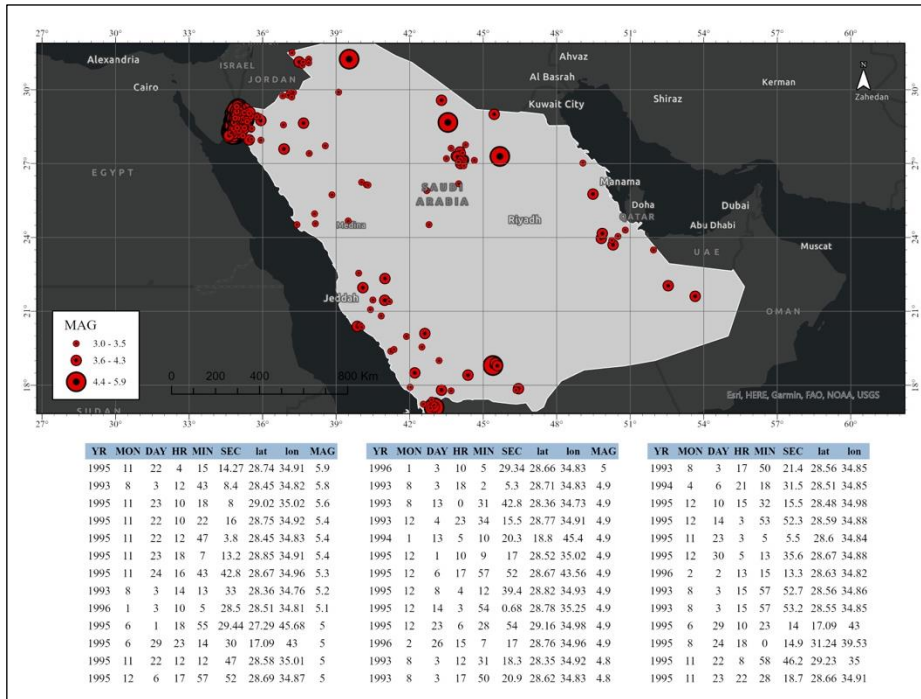 27° 30° 33° 36° 39° 42° 45° 48° 51° 54° 57° 60°
Alexandria
Cairo
ISRAEL
JORDAN
Ahvaz
Al Basrah
Kuwait City
Shiraz
Kerman
N
Zahedan
30° 30°
27° 27°
EGYPT
SAUDI
ARABIA
Manama
Doha
QATAR
Dubai
Abu Dhabi
Medina
Riyadh
24° 24°
UAE
Muscat
Jeddah
21° 21°
OMAN
MAG
3.0 - 3.5
3.6 - 4.3
4.4 - 5.9
0 200 400 600 800 Km
18° 18°
SUDAN
Esri, HERE, Garmin, FAO, NOAA, USGS
27° 30° 33° 36° 39° 42° 45° 48° 51° 54° 57° 60°
YR MON DAY HR MIN SEC lat lon MAG
1995 11 22 4 15 14.27 28.74 34.91 5.9
1993 8 3 12 43 8.4 28.45 34.82 5.8
1995 11 23 10 18 8 29.02 35.02 5.6
1995 11 22 10 22 16 28.75 34.92 5.4
1995 11 22 12 47 3.8 28.45 34.83 5.4
1995 11 23 18 7 13.2 28.85 34.91 5.4
1995 11 24 16 43 42.8 28.67 34.96 5.3
1993 8 3 14 13 33 28.36 34.76 5.2
1996 1 3 10 5 28.5 28.51 34.81 5.1
1995 6 1 18 55 29.44 27.29 45.68 5
1995 6 29 23 14 30 17.09 43 5
1995 11 22 12 12 47 28.58 35.01 5
1995 12 6 17 57 52 28.69 34.87 5
YR MON DAY HR MIN SEC lat lon MAG
1996 1 3 10 5 29.34 28.66 34.83 5
1993 8 3 18 2 5.3 28.71 34.83 4.9
1993 8 13 0 31 42.8 28.36 34.73 4.9
1993 12 4 23 34 15.5 28.77 34.91 4.9
1994 1 13 5 10 20.3 18.8 45.4 4.9
1995 12 1 10 9 17 28.52 35.02 4.9
1995 12 6 17 57 52 28.67 43.56 4.9
1995 12 8 4 12 39.4 28.82 34.93 4.9
1995 12 14 3 54 0.68 28.78 35.25 4.9
1995 12 23 6 28 54 29.16 34.98 4.9
1996 2 26 15 7 17 28.76 34.96 4.9
1993 8 3 12 31 18.3 28.35 34.92 4.8
1993 8 3 17 50 20.9 28.62 34.83 4.8
YR MON DAY HR MIN SEC lat lon
1993 8 3 17 50 21.4 28.56 34.85
1994 4 6 21 18 31.5 28.51 34.85
1995 12 10 15 32 15.5 28.48 34.98
1995 12 14 3 53 52.3 28.59 34.88
1995 11 23 3 5 5.5 28.6 34.84
1995 12 30 5 13 35.6 28.67 34.88
1996 2 2 13 15 13.3 28.63 34.82
1993 8 3 15 57 52.7 28.56 34.86
1993 8 3 15 57 53.2 28.55 34.85
1995 6 29 10 23 14 17.09 43
1995 8 24 18 0 14.9 31.24 39.53
1995 11 22 8 58 46.2 29.23 35
1995 11 23 22 28 18.7 28.66 34.91